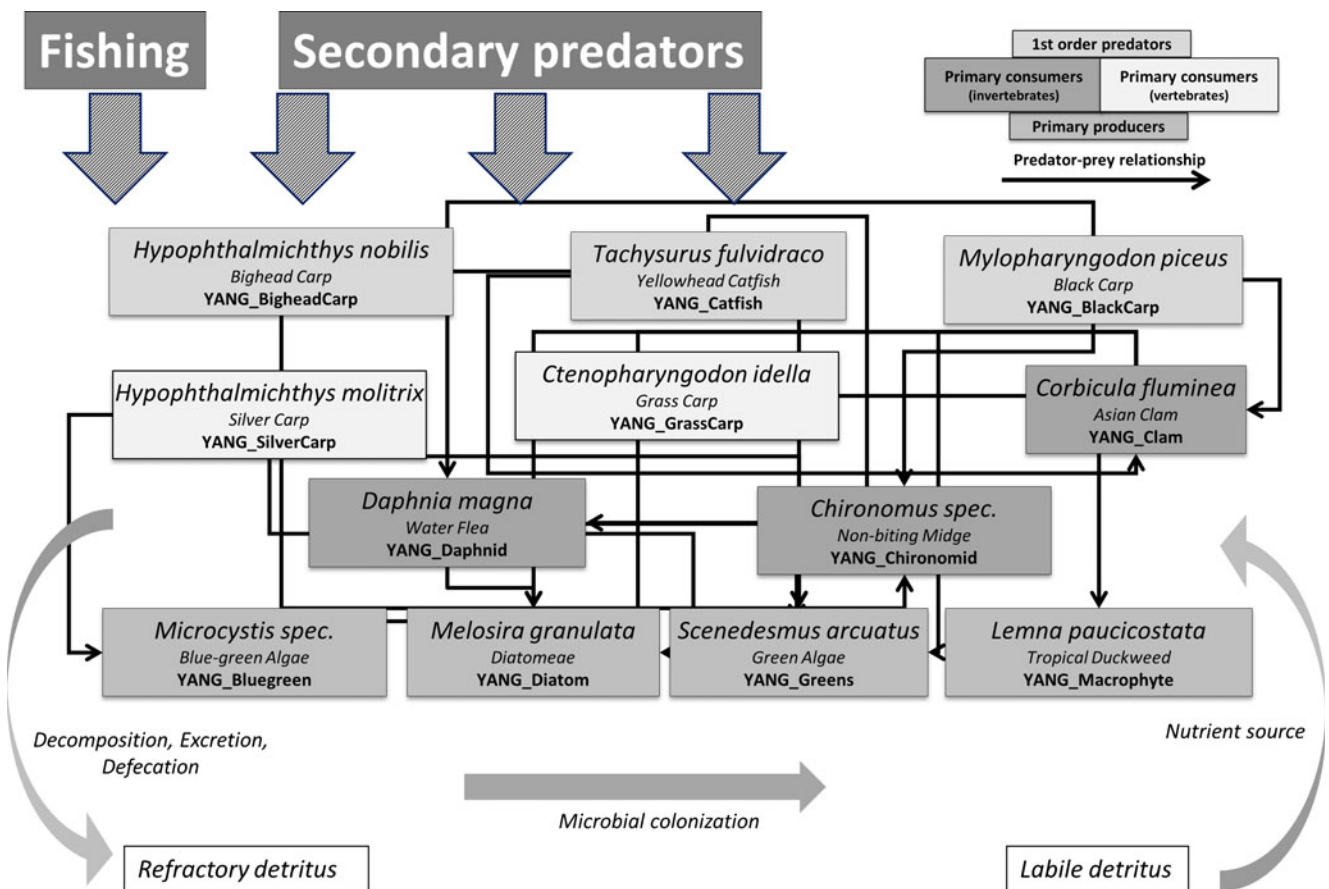 Fishing
Secondary predators
1st order predators
Primary consumers
(invertebrates)
Primary consumers
(vertebrates)
Primary producers
Predator-prey relationship
Hypophthalmichthys nobilis
Bighead Carp
YANG_BigheadCarp
Tachysurus fulvidraco
Yellowhead Catfish
YANG_Catfish
Mylopharyngodon piceus
Black Carp
YANG_BlackCarp
Hypophthalmichthys molitrix
Silver Carp
YANG_SilverCarp
Ctenopharyngodon idella
Grass Carp
YANG_GrassCarp
Corbicula fluminea
Asian Clam
YANG_Clam
Daphnia magna
Water Flea
YANG_Daphnid
Chironomus spec.
Non-biting Midge
YANG_Chironomid
Microcystis spec.
Blue-green Algae
YANG_Bluegreen
Melosira granulata
Diatomeae
YANG_Diatom
Scenedesmus arcuatus
Green Algae
YANG_Greens
Lemna paucicostata
Tropical Duckweed
YANG_Macrophyte
Decomposition, Excretion,
Defecation
Nutrient source
Microbial colonization
Refractory detritus
Labile detritus